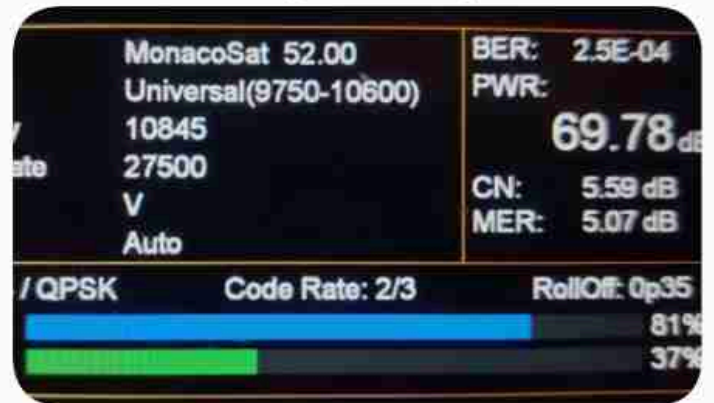 MonacoSat 52.00
Universal(9750-10600)
10845
27500
V
Auto
BER: 2.5E-04
PWR:
69.78
CN: 5.59 dB
MER: 5.07 dB
/ QPSK Code Rate: 2/3 RollOff: 0p35
81%
37%